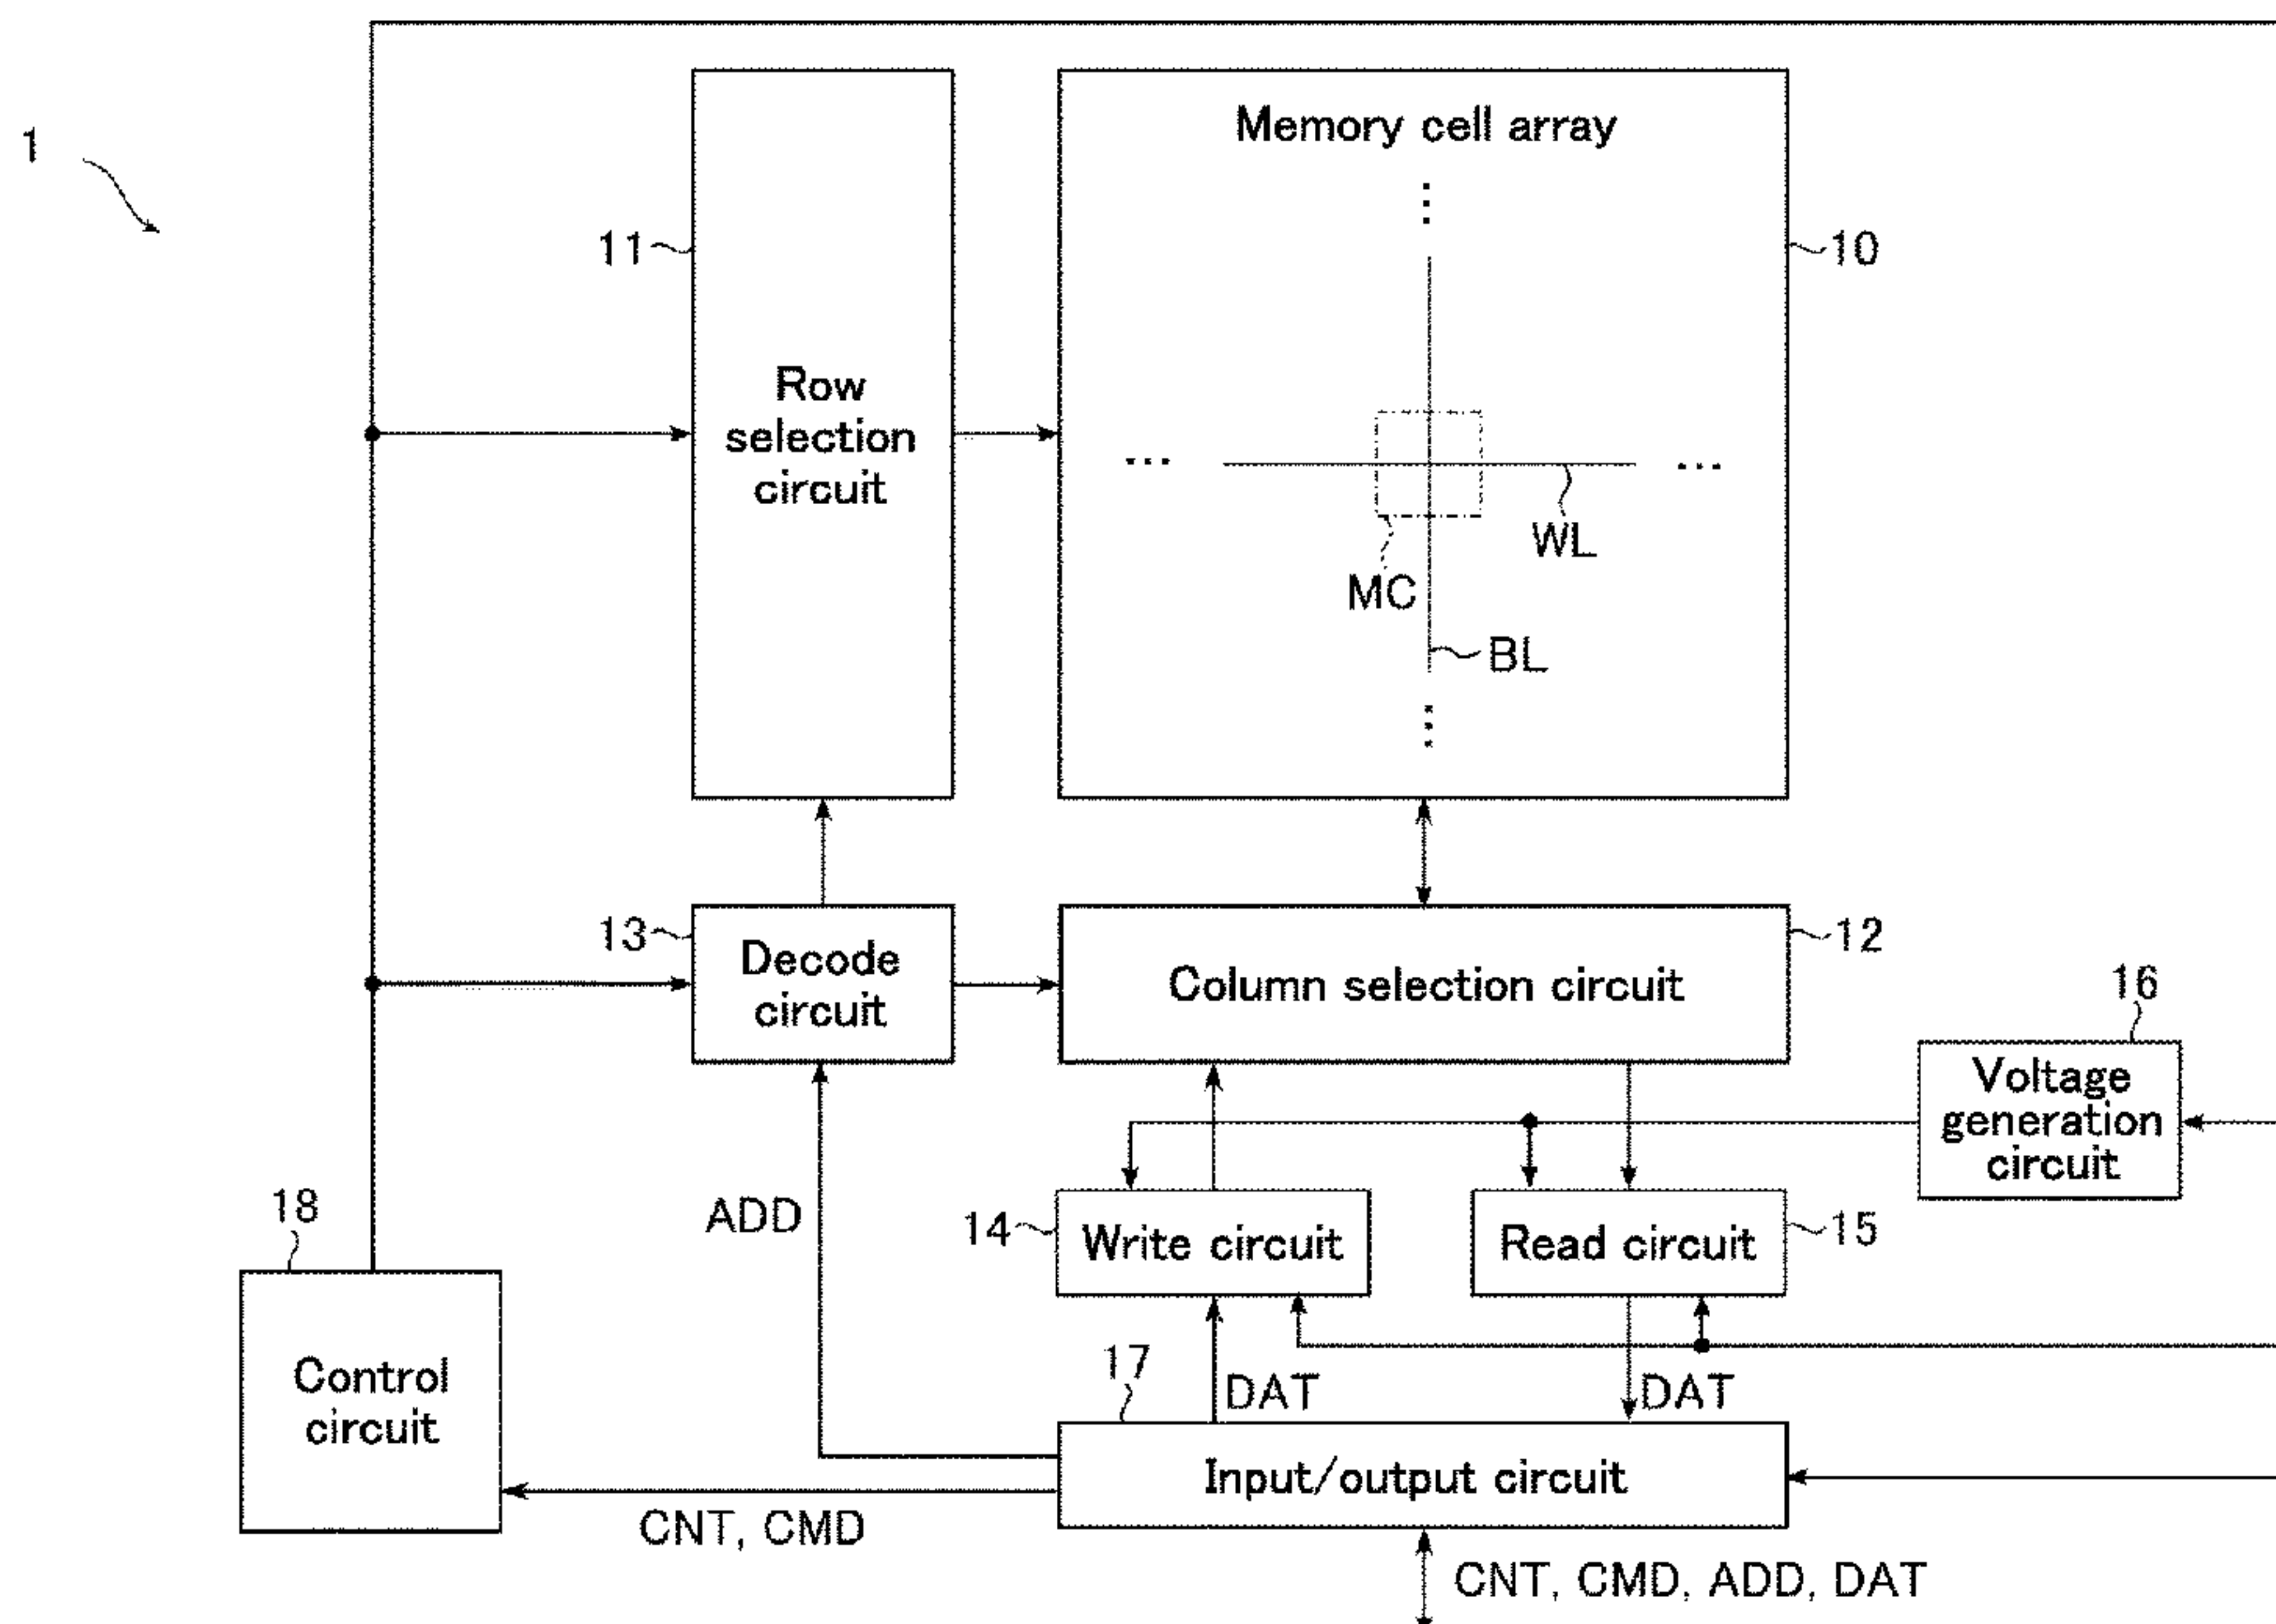 1
Memory cell array
11
10
Row
selection
circuit
WL
MC
BL
13
Decode
circuit
Column selection circuit
12
16
Voltage
generation
circuit
ADD
18
14
Write circuit
Read circuit
15
Control
circuit
17
DAT
DAT
Input/output circuit
CNT, CMD
CNT, CMD, ADD, DAT